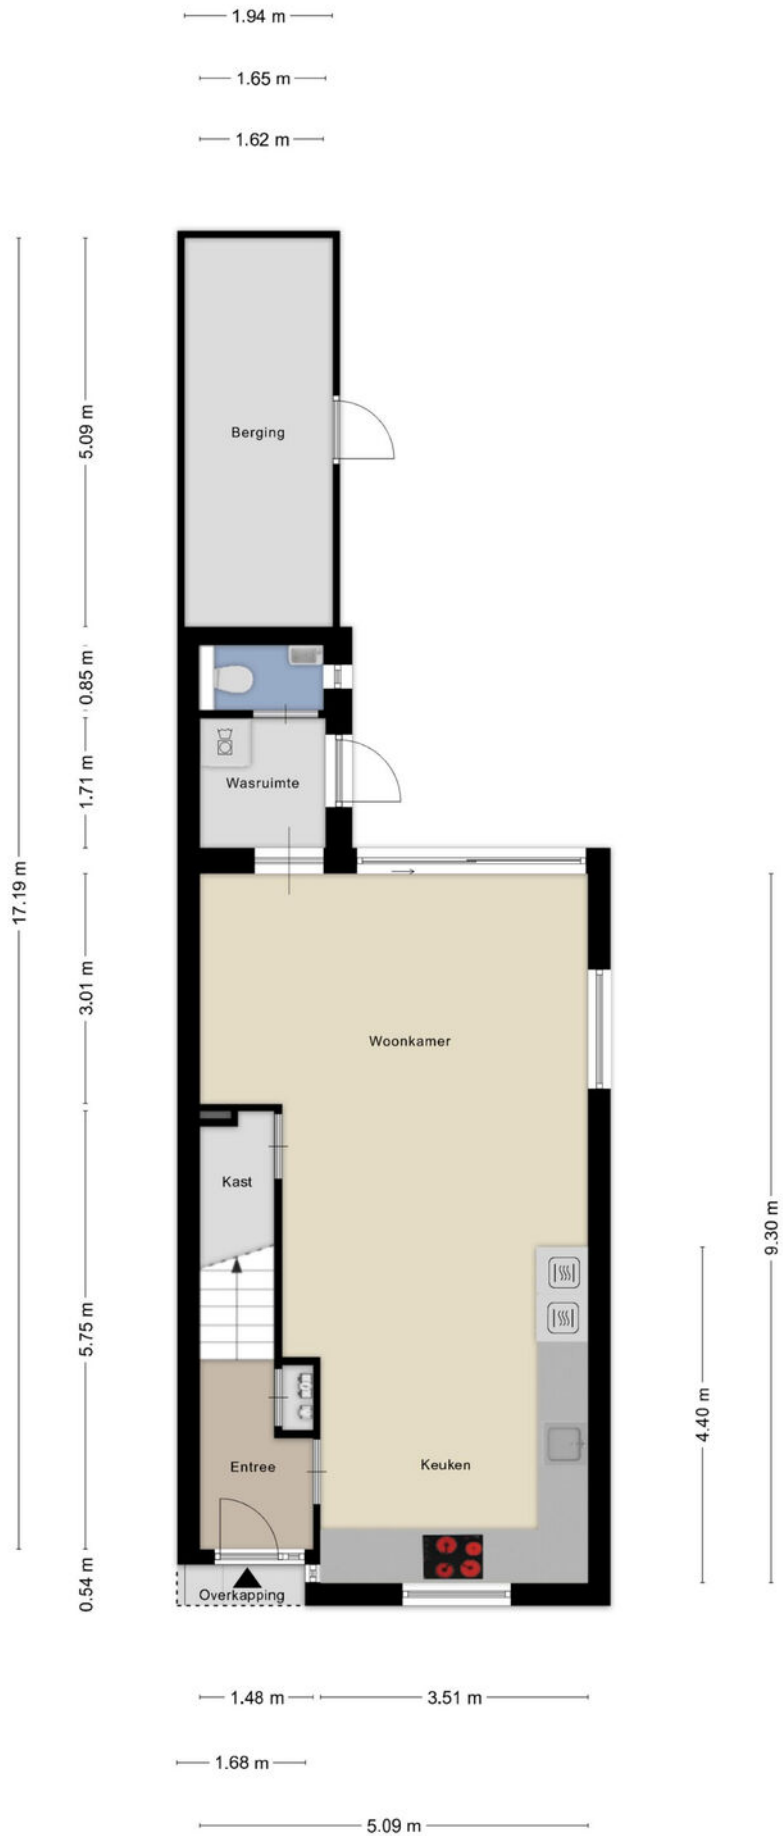 1.94 m
1.65 m
1.62 m
5.09 m
Berging
0.85 m
1.71 m
Wasruimte
17.19 m
3.01 m
Woonkamer
Kast
9.30 m
5.75 m
4.40 m
Entree
Keuken
0.54 m
Overkapping
1.48 m
3.51 m
1.68 m
5.09 m